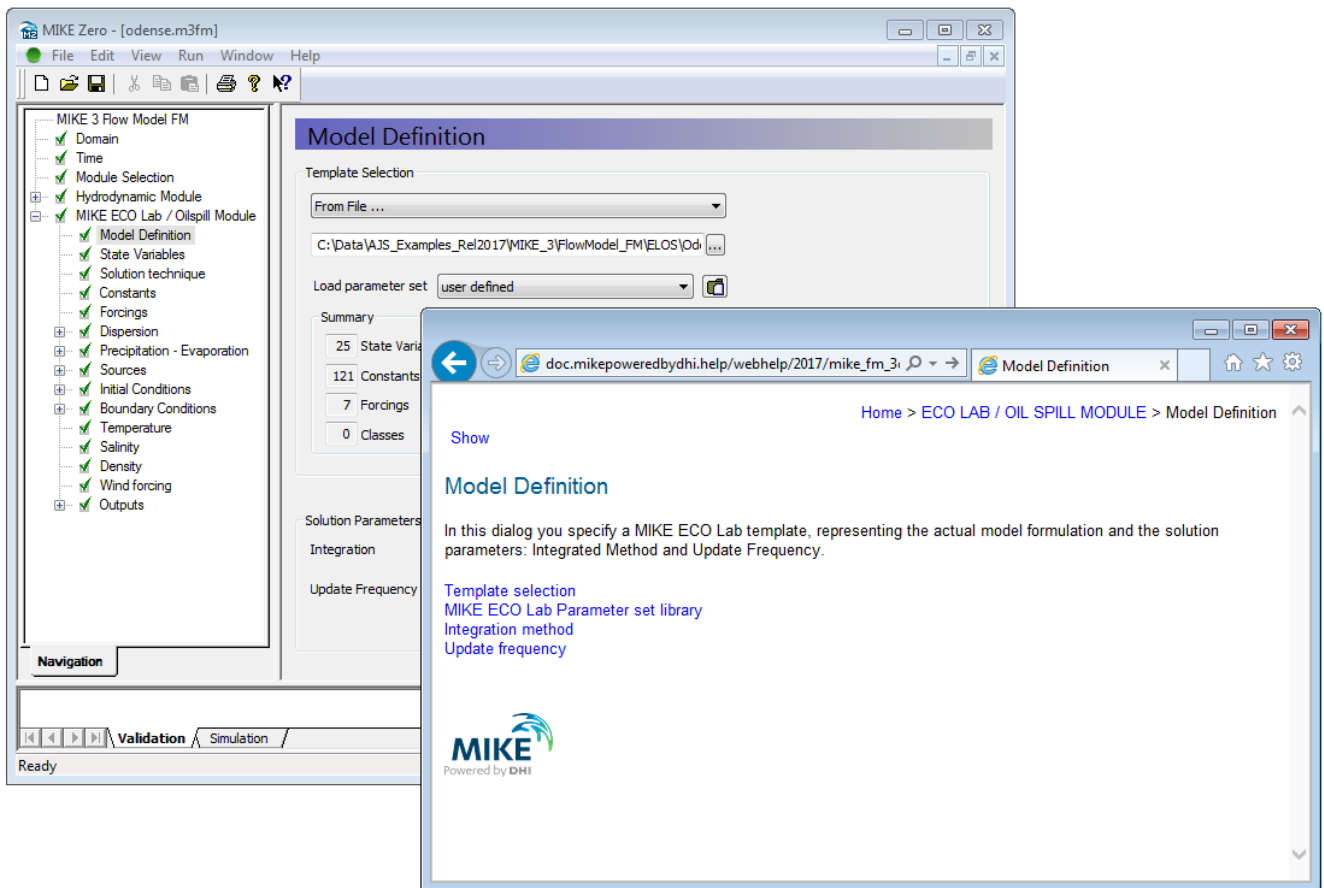 MIKE Zero - [odense.m3fm]
File Edit View Run Window Help
MIKE 3 Flow Model FM
Domain
Time
Module Selection
Hydrodynamic Module
MIKE ECO Lab / Oilspill Module
Model Definition
State Variables
Solution technique
Constants
Forcings
Dispersion
Precipitation - Evaporation
Sources
Initial Conditions
Boundary Conditions
Temperature
Salinity
Density
Wind forcing
Outputs
Navigation
Model Definition
Template Selection
From File ...
C:\Data\AJS_Examples_Rel2017\MIKE_3\FlowModel_FM\ELOS\Od
...
Load parameter set user defined
Summary
25 State Varia
121 Constants
7 Forcings
0 Classes
Solution Parameters
Integration
Update Frequency
Validation Simulation
Ready
doc.mikepoweredbydhi.help/webhelp/2017/mike_fm_3
Model Definition
Home > ECO LAB / OIL SPILL MODULE > Model Definition
Show
Model Definition
In this dialog you specify a MIKE ECO Lab template, representing the actual model formulation and the solution
parameters: Integrated Method and Update Frequency.
Template selection
MIKE ECO Lab Parameter set library
Integration method
Update frequency
MIKE
Powered by DHI